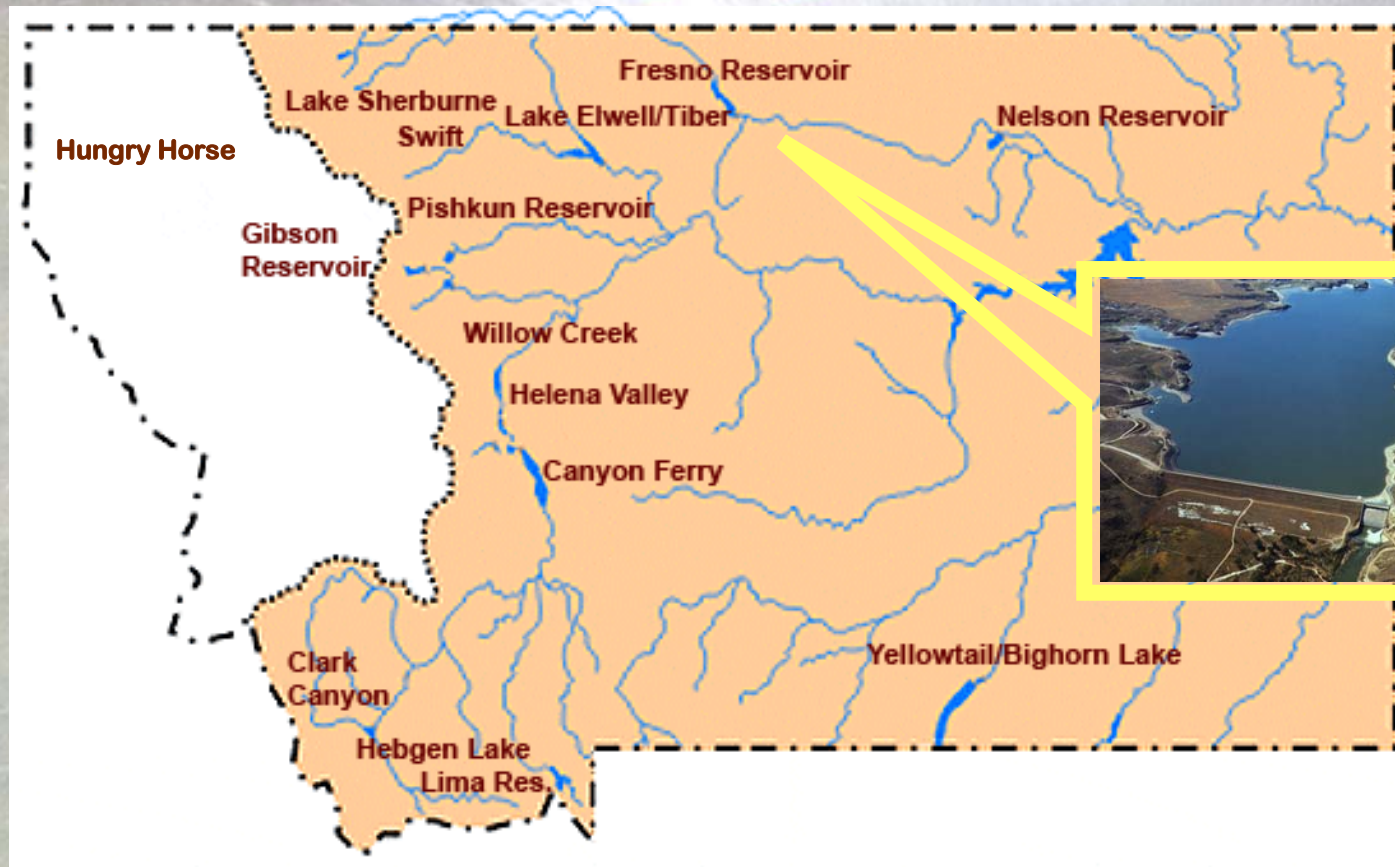 Fresno Reservoir
Lake Sherburne
Swift
Lake Elwell/Tiber
Nelson Reservoir
Hungry Horse
Pishkun Reservoir
Gibson
Reservoir
Willow Creek
Helena Valley
Canyon Ferry
Clark
Canyon
Yellowtail/Bighorn Lake
Hebgen Lake
Lima Res.